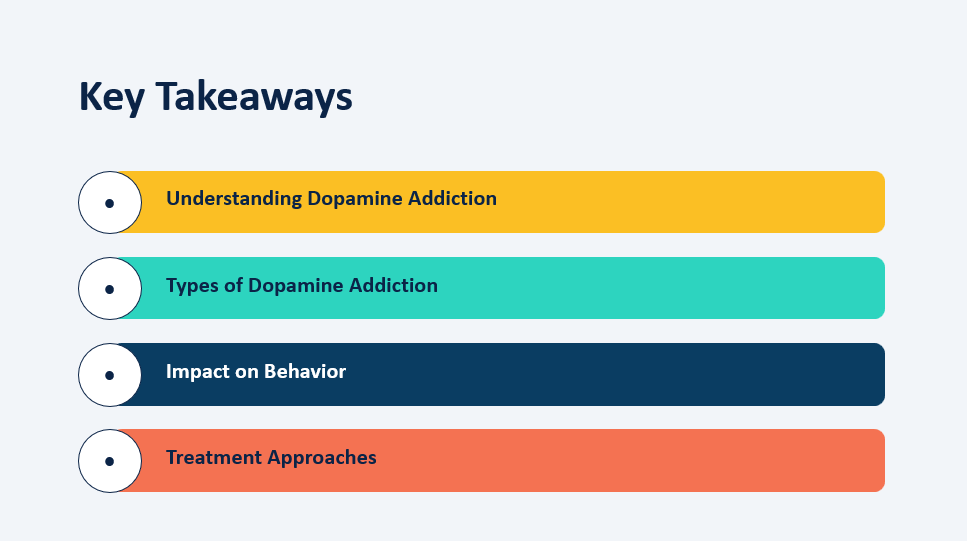 Key Takeaways
Understanding Dopamine Addiction
Types of Dopamine Addiction
Impact on Behavior
Treatment Approaches